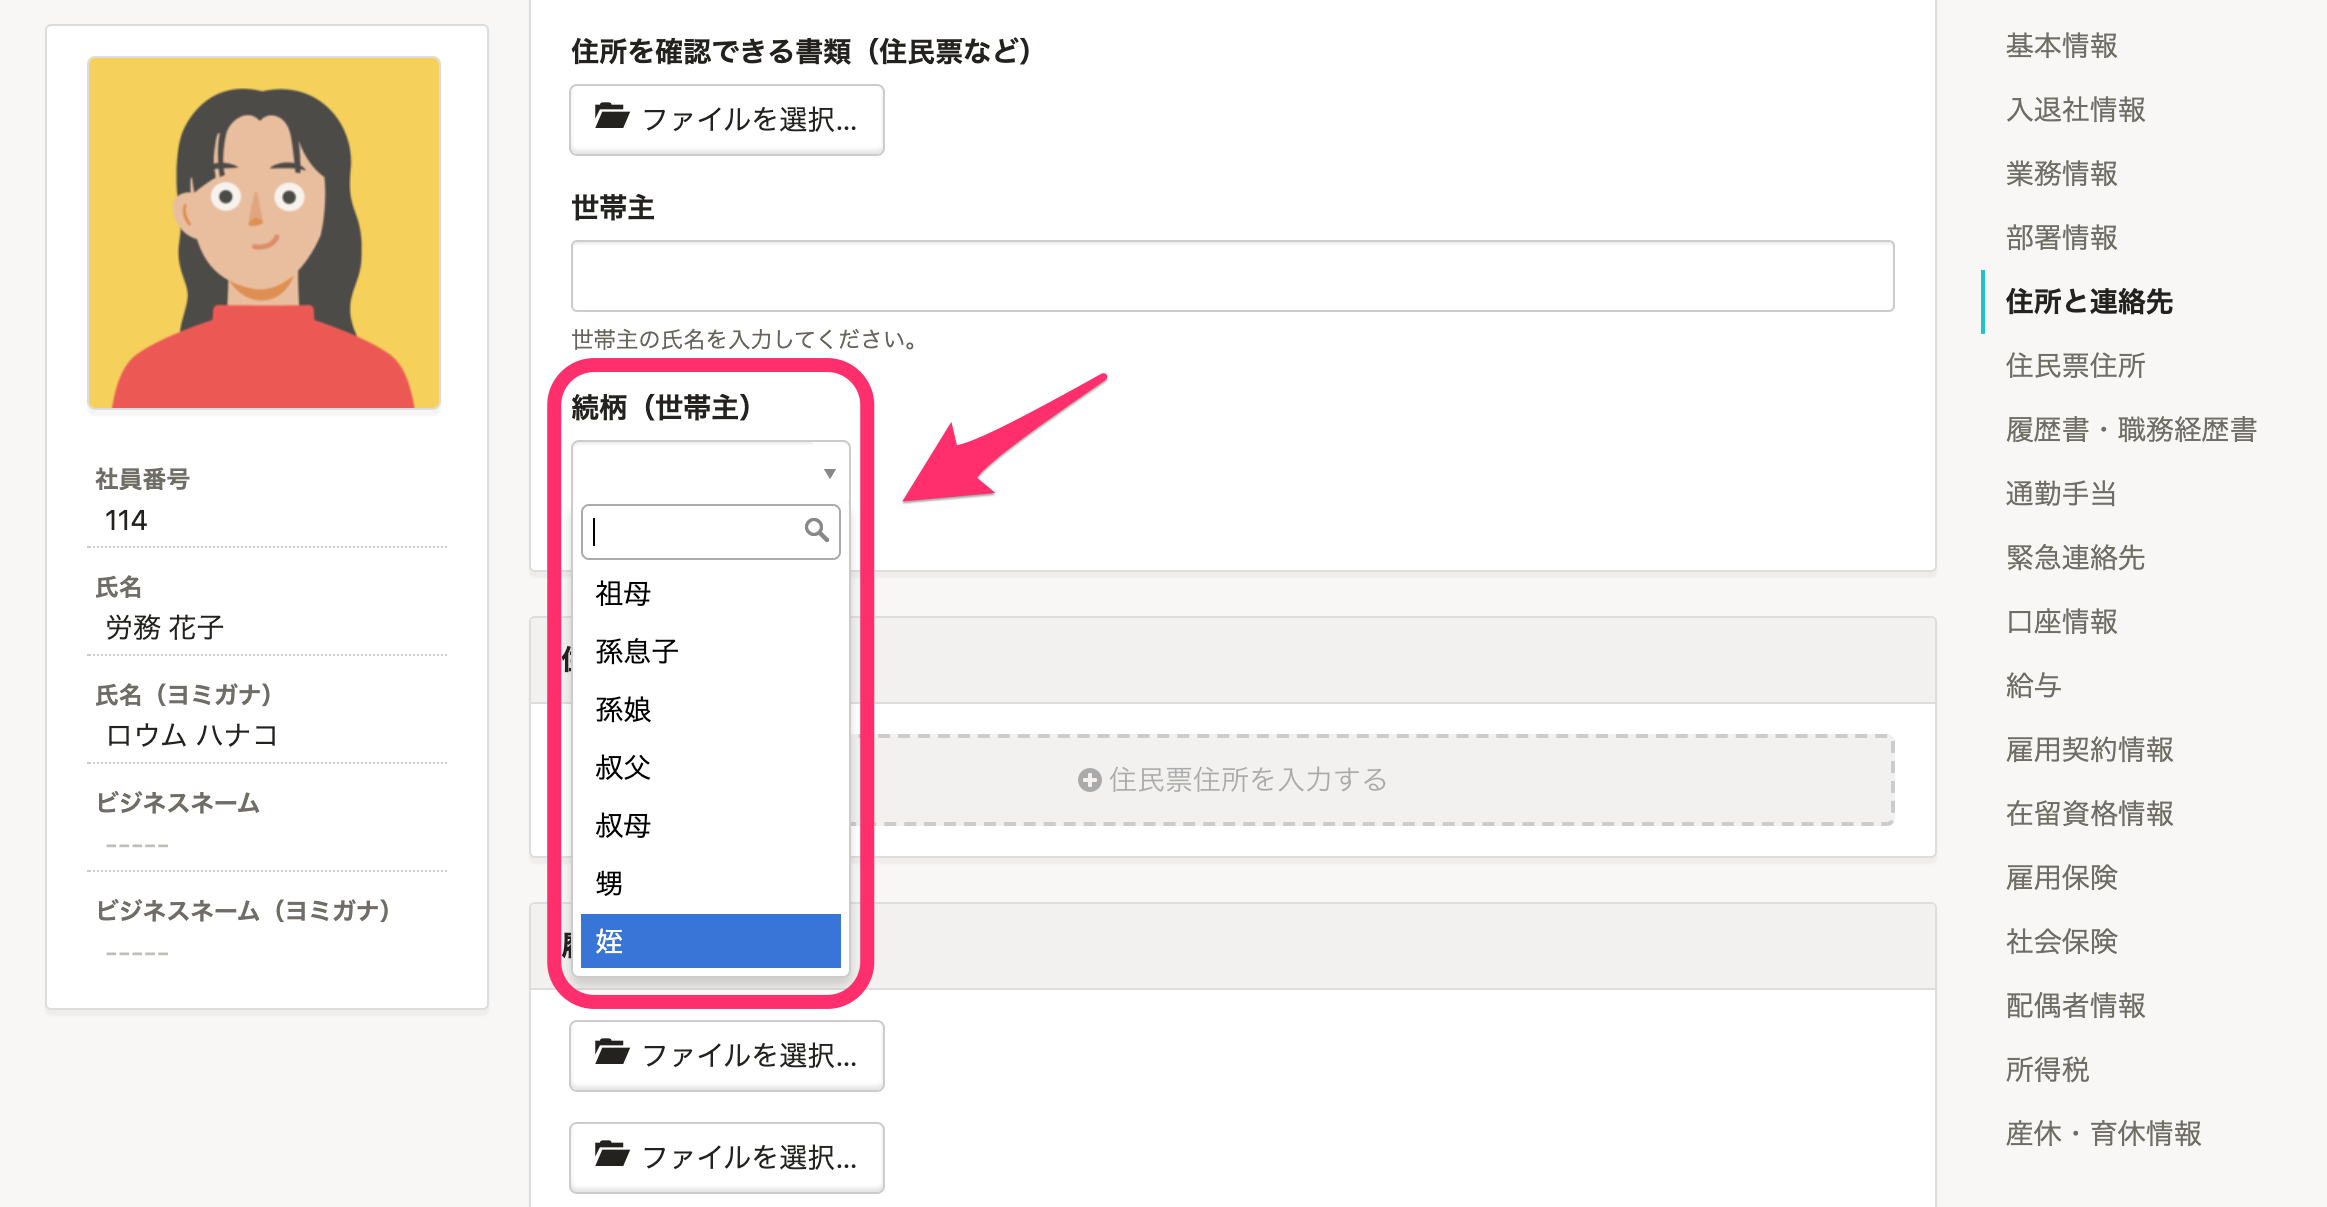 社員番号
114
氏名
労務 花子
氏名（ヨミガナ）
ロウム ハナコ
ビジネスネーム
-----
ビジネスネーム（ヨミガナ）
-----
住所を確認できる書類（住民票など）
ファイルを選択...
世帯主
世帯主の氏名を入力してください。
続柄（世帯主）
祖母
孫息子
孫娘
叔父
叔母
甥
姪
住民票住所を入力する
ファイルを選択...
ファイルを選択...
基本情報
入退社情報
業務情報
部署情報
住所と連絡先
住民票住所
履歴書・職務経歴書
通勤手当
緊急連絡先
口座情報
給与
雇用契約情報
在留資格情報
雇用保険
社会保険
配偶者情報
所得税
産休・育休情報